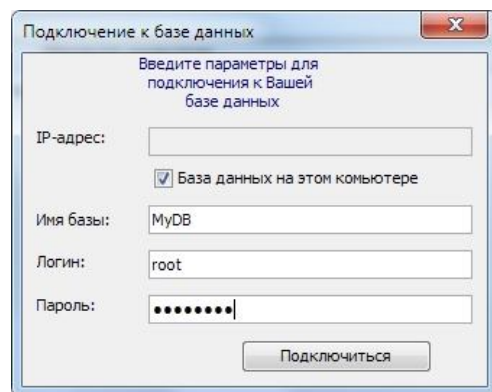 Подключение к базе данных
Введите параметры для
подключения к Вашей
базе данных
IP-адрес:
База данных на этом комьютере
Имя базы: MyDB
Логин: root
Пароль: ●●●●●●●●
Подключиться